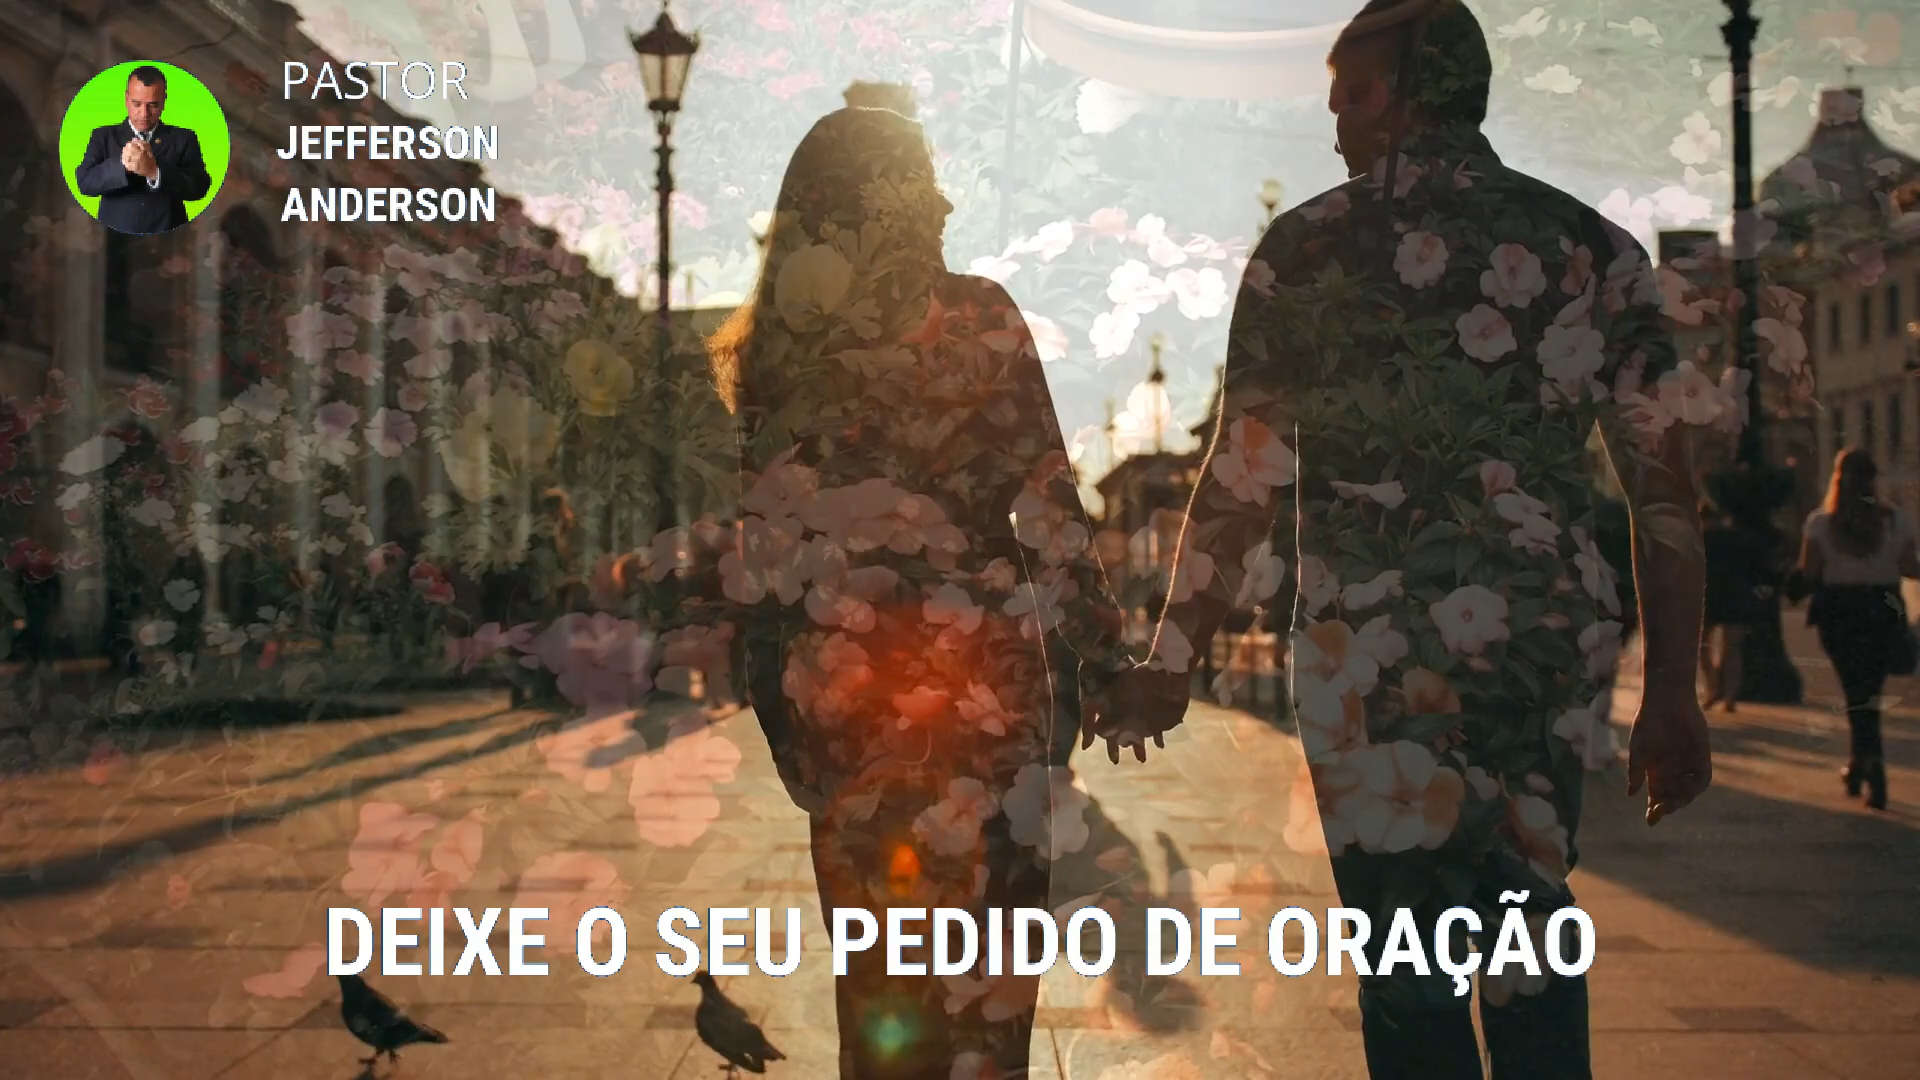 PASTOR
JEFFERSON
ANDERSON
DEIXE O SEU PEDIDO DE ORAÇÃO